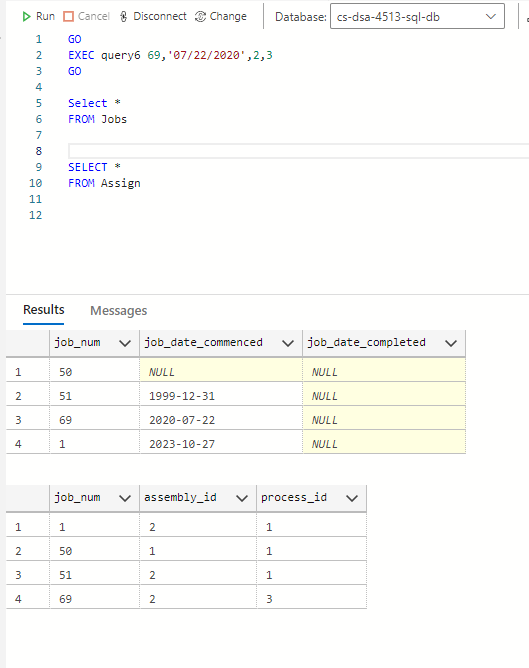 Run Cancel Disconnect Change Database: cs-dsa-4513-sql-db
1 GO
2 EXEC query6 69,'07/22/2020',2,3
3 GO
4
5 Select *
6 FROM Jobs
7
8
9 SELECT *
10 FROM Assign
11
12
Results Messages
job_num job_date_commenced job_date_completed
1 50 NULL NULL
2 51 1999-12-31 NULL
3 69 2020-07-22 NULL
4 1 2023-10-27 NULL
job_num assembly_id process_id
1 1 2 1
2 50 1 1
3 51 2 1
4 69 2 3